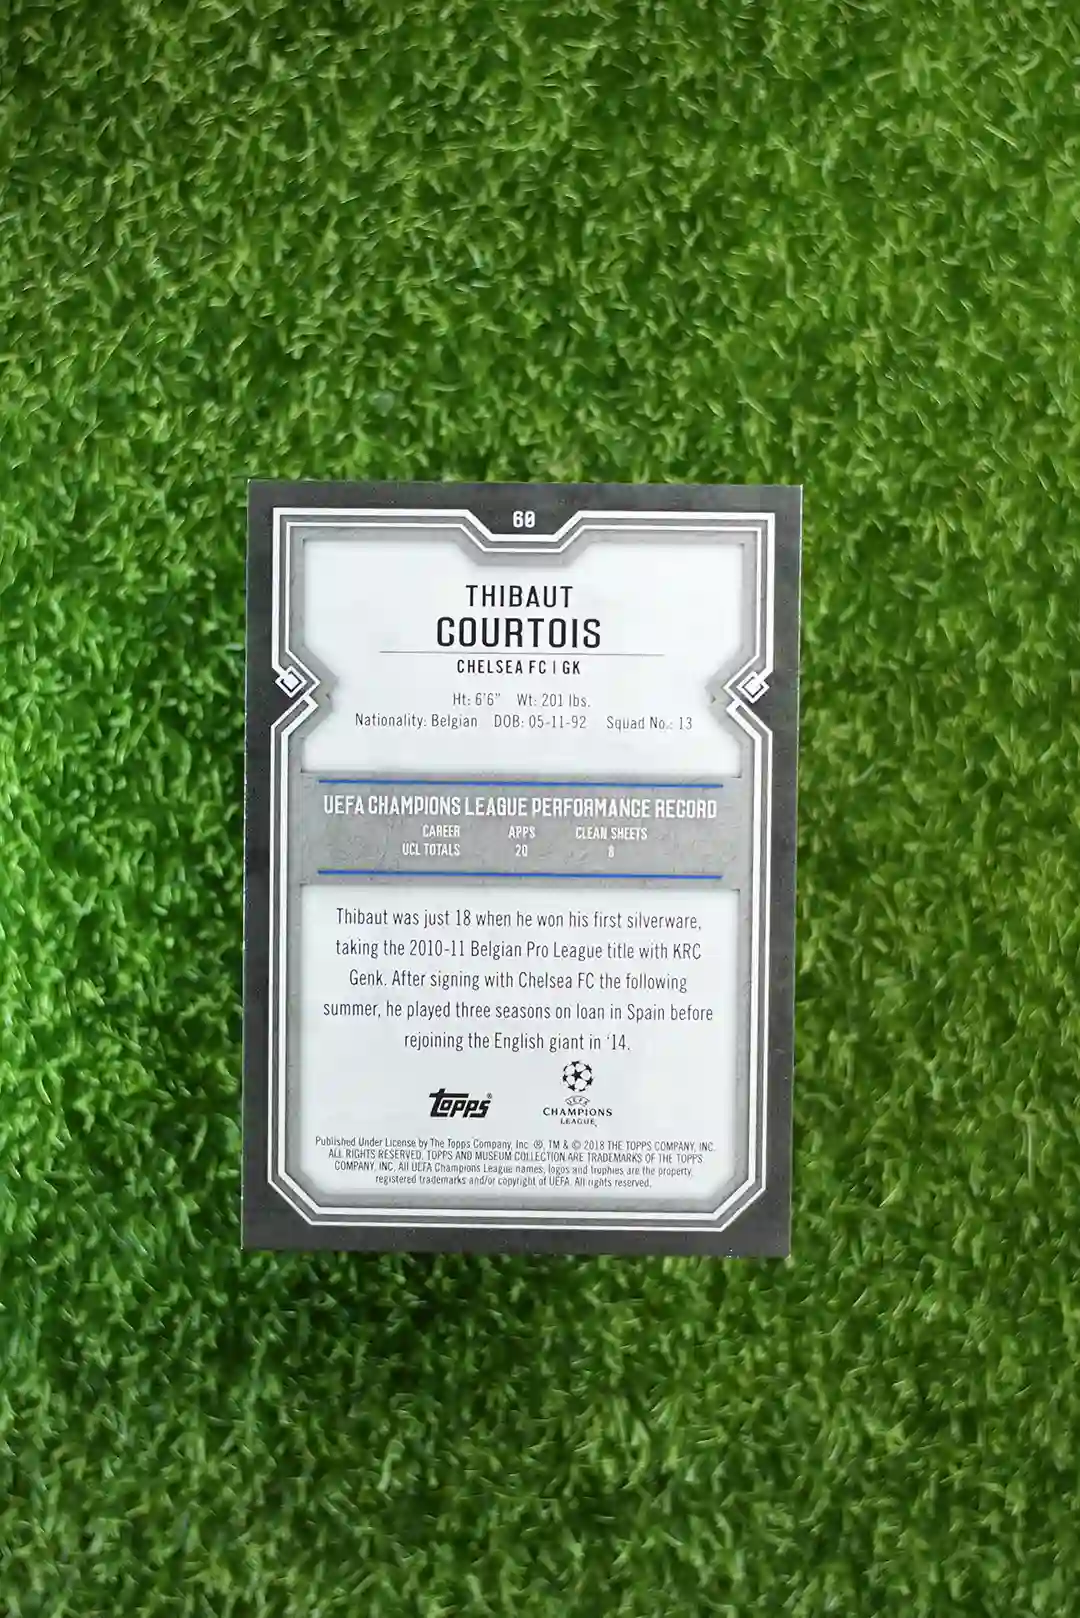 60
THIBAUT
COURTOIS
CHELSEA FC | GK
Ht: 6'6" Wt: 201 lbs.
Nationality: Belgian DOB: 05-11-92 Squad No.: 13
UEFA CHAMPIONS LEAGUE PERFORMANCE RECORD
CAREER APPS CLEAN SHEETS
UCL TOTALS 20 8
Thibaut was just 18 when he won his first silverware,
taking the 2010-11 Belgian Pro League title with KRC
Genk. After signing with Chelsea FC the following
summer, he played three seasons on loan in Spain before
rejoining the English giant in '14.
topps®
UEFA
CHAMPIONS
LEAGUE
Published Under License by The Topps Company, Inc. ®, TM & © 2018 THE TOPPS COMPANY, INC.
ALL RIGHTS RESERVED. TOPPS AND MUSEUM COLLECTION ARE TRADEMARKS OF THE TOPPS
COMPANY, INC. All UEFA Champions League names, logos and trophies are the property,
registered trademarks and/or copyright of UEFA. All rights reserved.